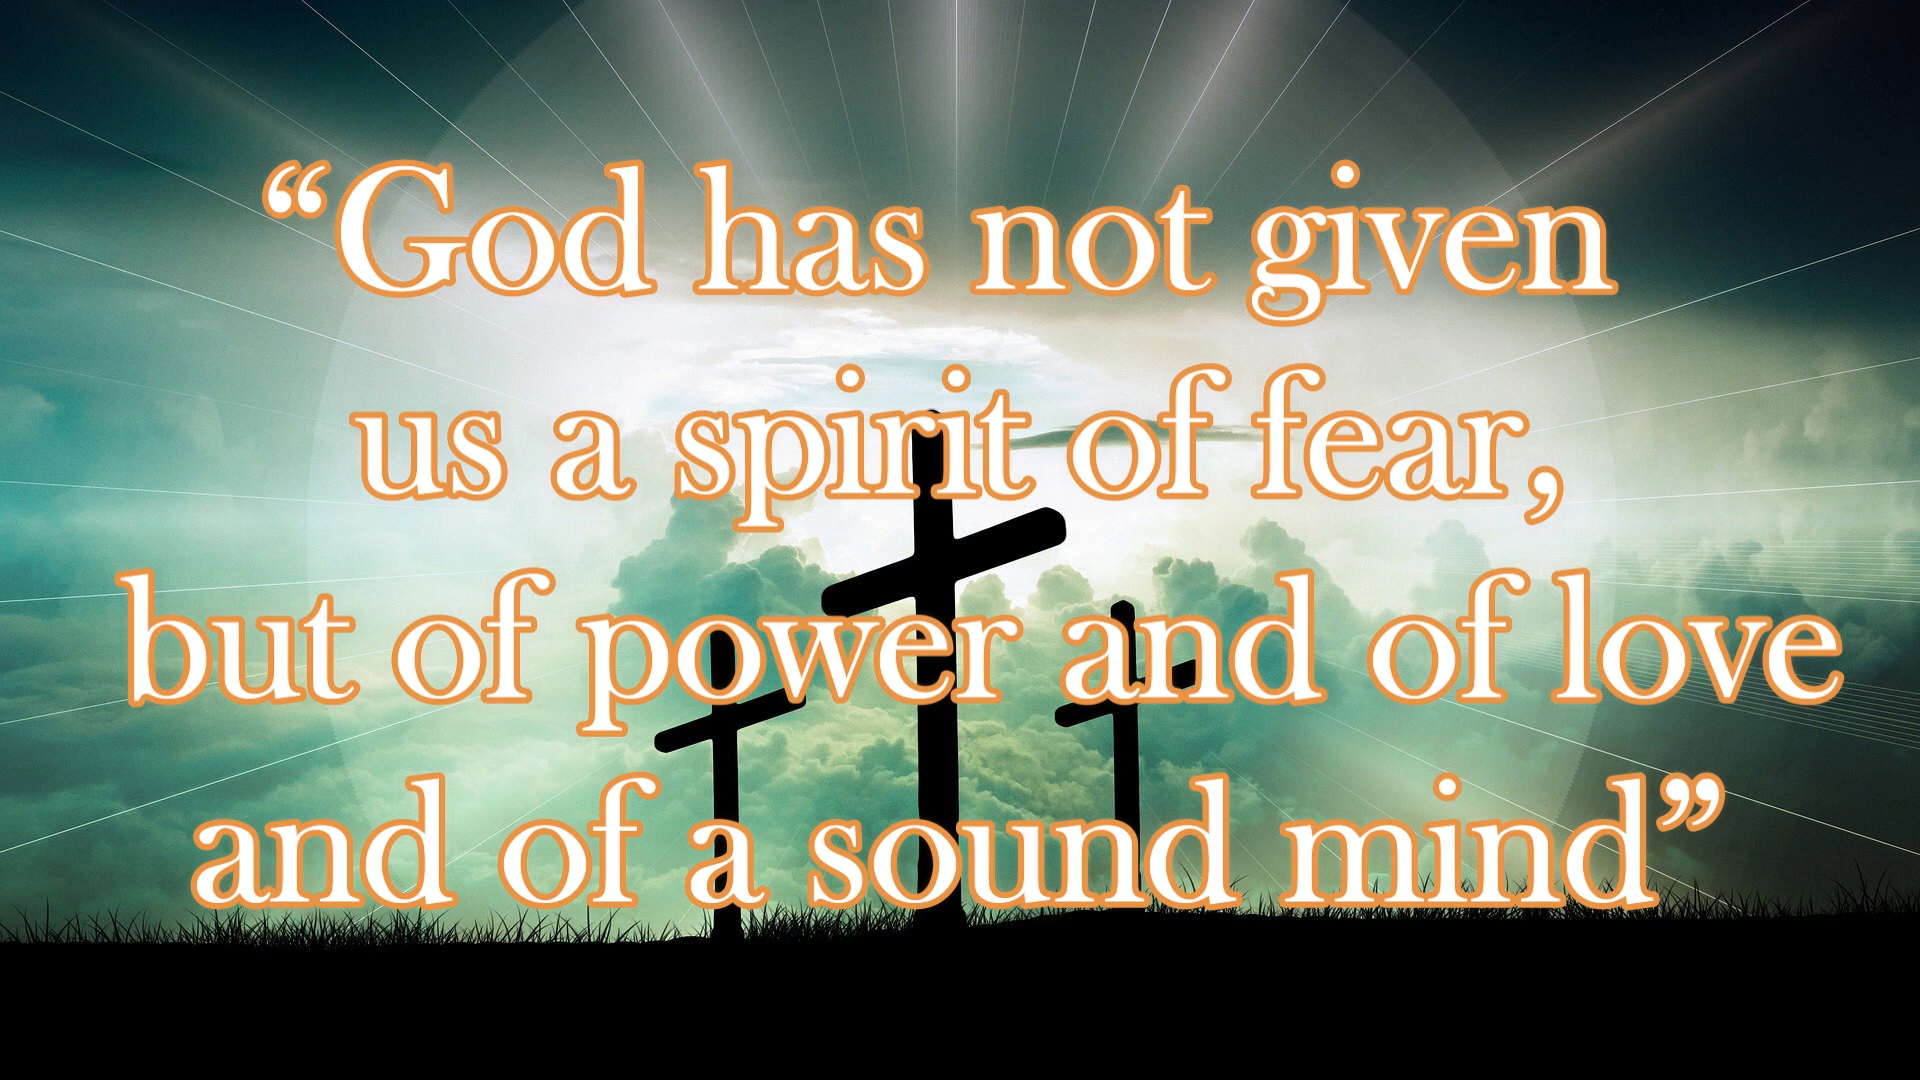 “God has not given
us a spirit of fear,
but of power and of love
and of a sound mind”